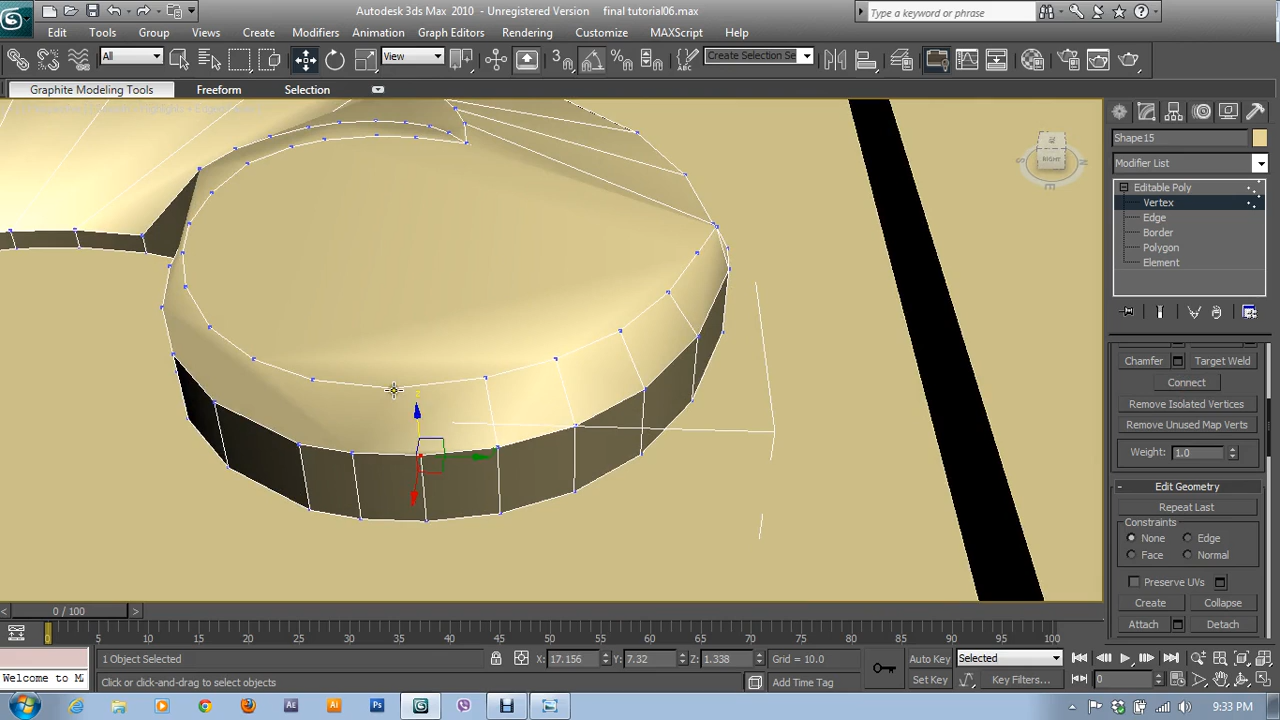 Autodesk 3ds Max 2010 - Unregistered Version final tutorial06.max
Type a keyword or phrase
Edit Tools Group Views Create Modifiers Animation Graph Editors Rendering Customize MAXScript Help
All View Create Selection Se
Graphite Modeling Tools Freeform Selection
RIGHT
Shape15
Modifier List
Editable Poly
Vertex
Edge
Border
Polygon
Element
Chamfer Target Weld
Connect
Remove Isolated Vertices
Remove Unused Map Verts
Weight: 1.0
- Edit Geometry
Repeat Last
Constraints
None Edge
Face Normal
Preserve UVs
Create Collapse
Attach Detach
< 0 / 100 >
0 5 10 15 20 25 30 35 40 45 50 55 60 65 70 75 80 85 90 95 100
1 Object Selected X: 17.156 Y: 7.32 Z: 1.338 Grid = 10.0 Auto Key Selected
Welcome to M Click or click-and-drag to select objects Add Time Tag Set Key Key Filters... 0
9:33 PM